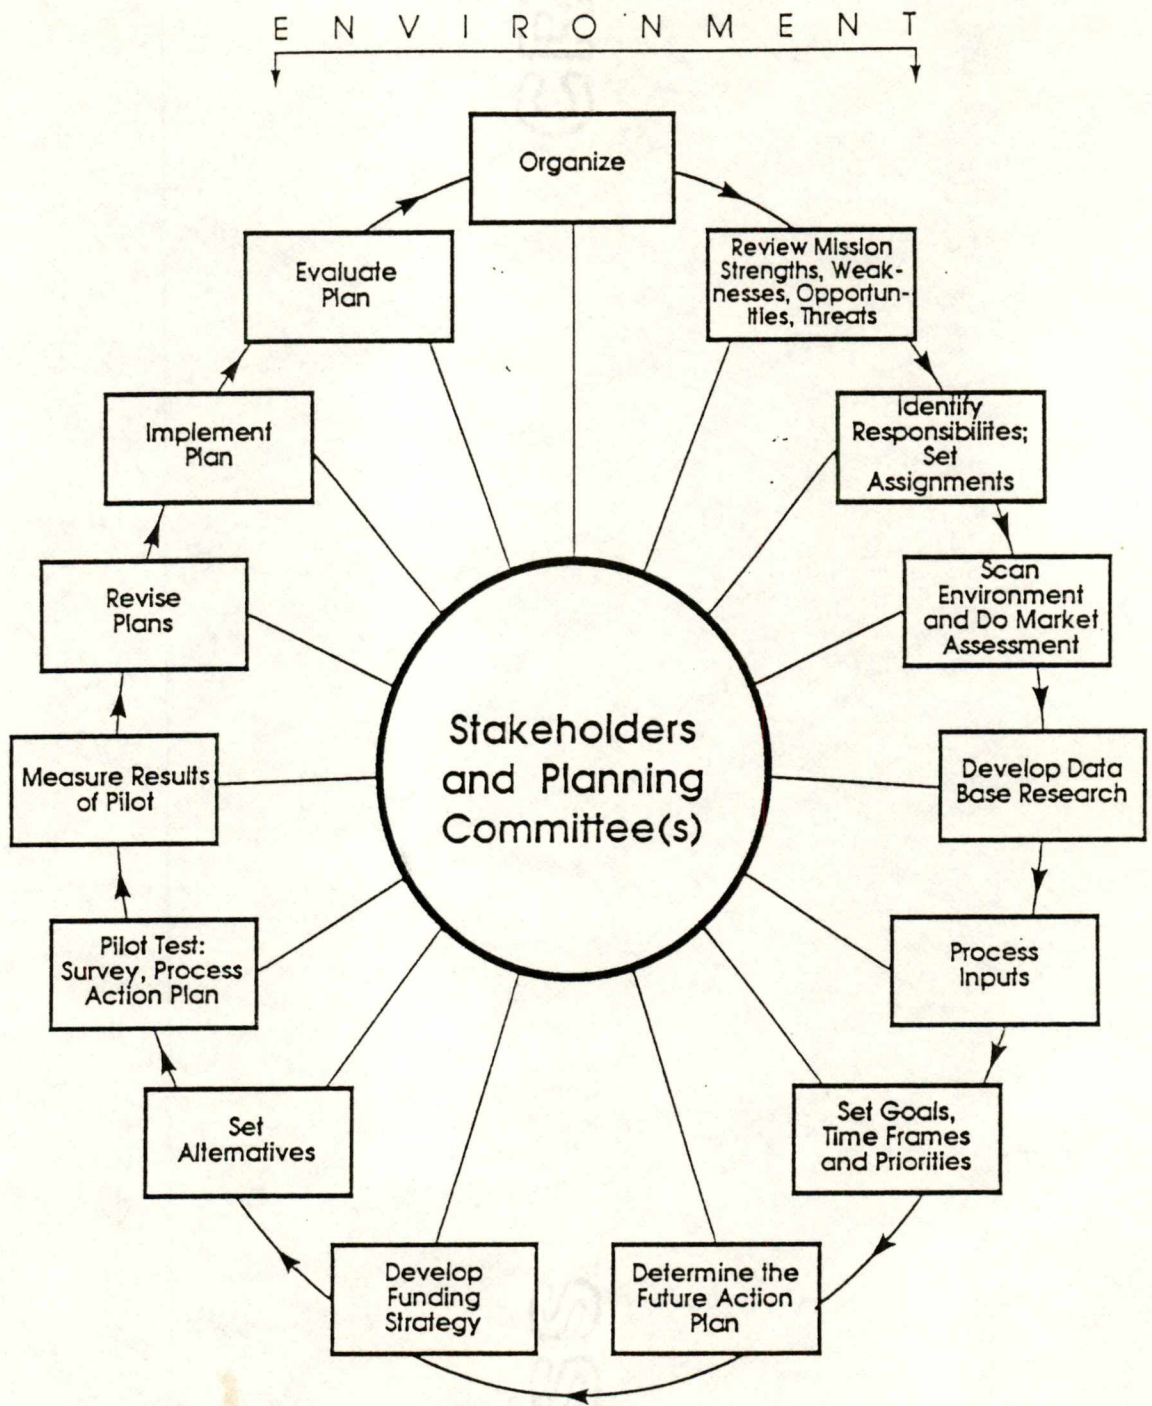 E N V I R O N M E N T
Organize
Review Mission
Strengths, Weak-
nesses, Opportun-
ities, Threats
Identify
Responsibilites;
Set
Assignments
Scan
Environment
and Do Market
Assessment
Develop Data
Base Research
Process
Inputs
Set Goals,
Time Frames
and Priorities
Determine the
Future Action
Plan
Develop
Funding
Strategy
Set
Alternatives
Pilot Test:
Survey, Process
Action Plan
Measure Results
of Pilot
Revise
Plans
Implement
Plan
Evaluate
Plan
Stakeholders
and Planning
Committee(s)